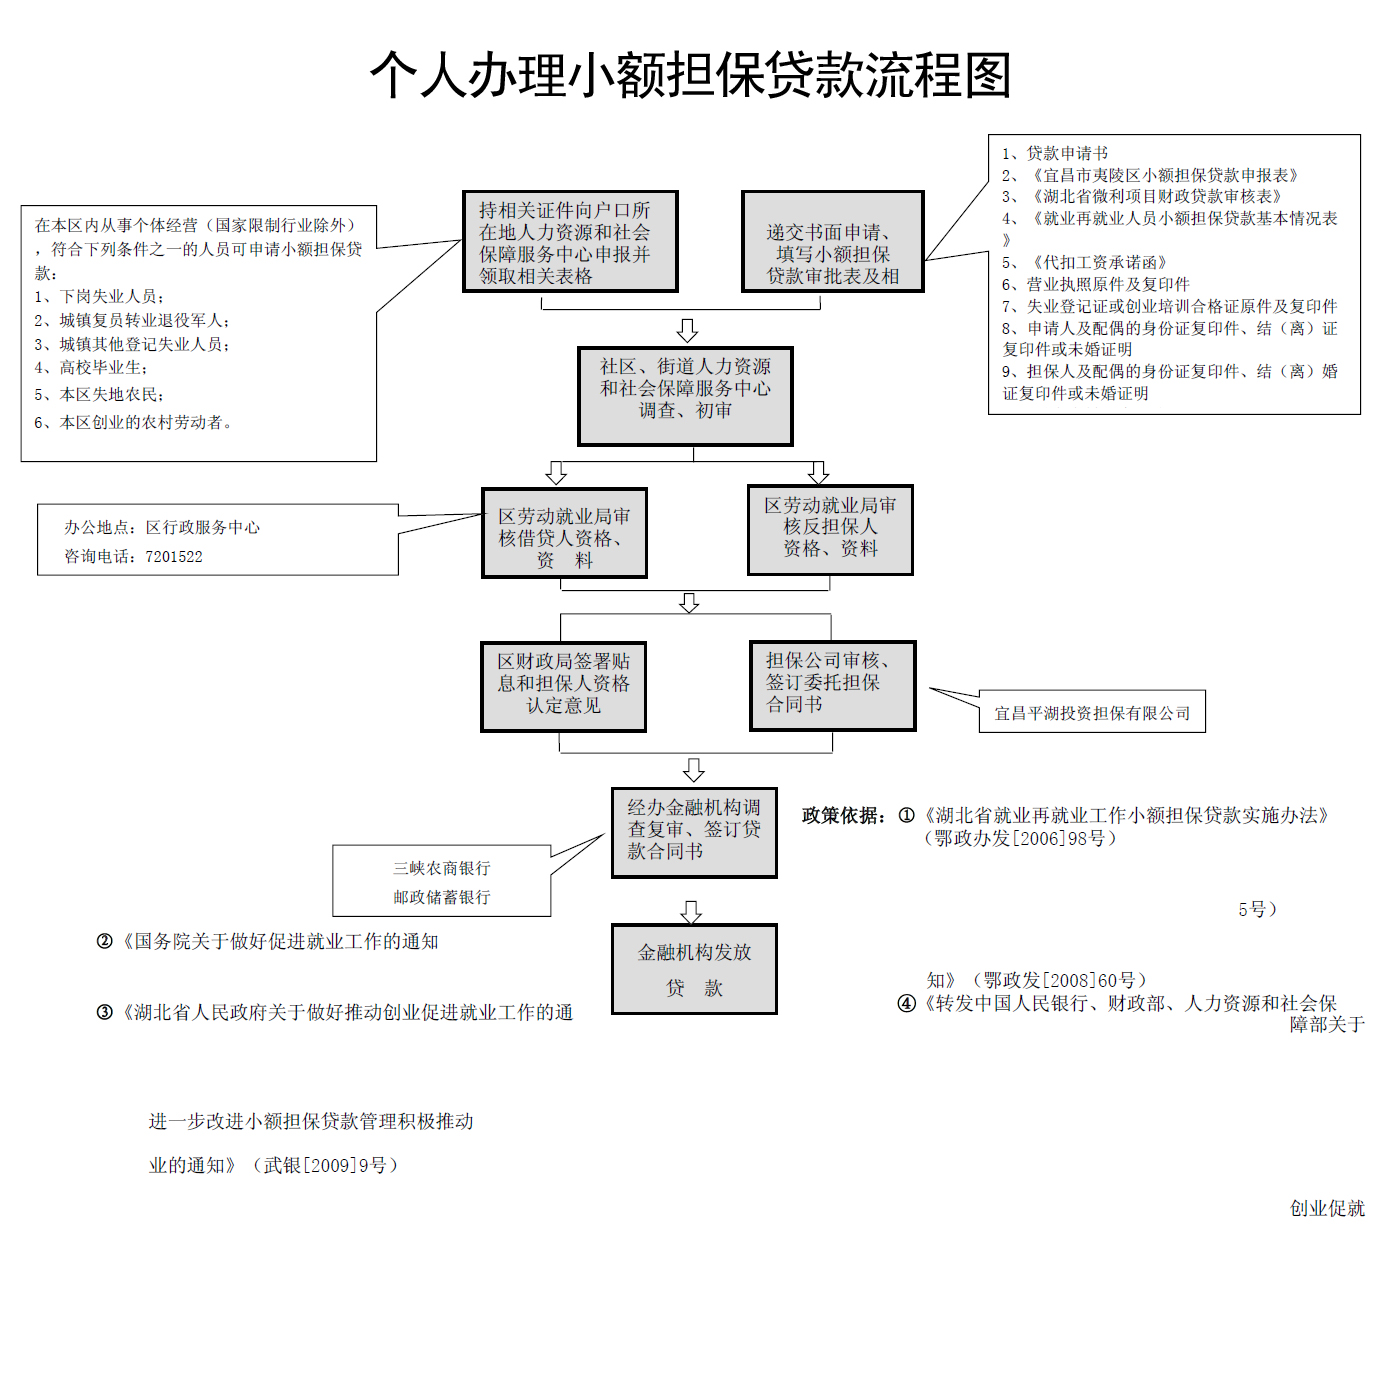 个人办理小额担保贷款流程图
在本区内从事个体经营（国家限制行业除外）
，符合下列条件之一的人员可申请小额担保贷
款：
1、下岗失业人员；
2、城镇复员转业退役军人；
3、城镇其他登记失业人员；
4、高校毕业生；
5、本区失地农民；
6、本区创业的农村劳动者。
持相关证件向户口所
在地人力资源和社会
保障服务中心申报并
领取相关表格
递交书面申请、
填写小额担保
贷款审批表及相
1、贷款申请书
2、《宜昌市夷陵区小额担保贷款申报表》
3、《湖北省微利项目财政贷款审核表》
4、《就业再就业人员小额担保贷款基本情况表
》
5、《代扣工资承诺函》
6、营业执照原件及复印件
7、失业登记证或创业培训合格证原件及复印件
8、申请人及配偶的身份证复印件、结（离）证
复印件或未婚证明
9、担保人及配偶的身份证复印件、结（离）婚
证复印件或未婚证明
社区、街道人力资源
和社会保障服务中心
调查、初审
办公地点：区行政服务中心
咨询电话：7201522
区劳动就业局审
核借贷人资格、
资 料
区劳动就业局审
核反担保人
资格、资料
区财政局签署贴
息和担保人资格
认定意见
担保公司审核、
签订委托担保
合同书
宜昌平湖投资担保有限公司
经办金融机构调
查复审、签订贷
款合同书
三峡农商银行
邮政储蓄银行
政策依据：①《湖北省就业再就业工作小额担保贷款实施办法》
（鄂政办发[2006]98号）
5号）
②《国务院关于做好促进就业工作的通知
金融机构发放
贷 款
知》（鄂政发[2008]60号）
③《湖北省人民政府关于做好推动创业促进就业工作的通
④《转发中国人民银行、财政部、人力资源和社会保
障部关于
进一步改进小额担保贷款管理积极推动
业的通知》（武银[2009]9号）
创业促就